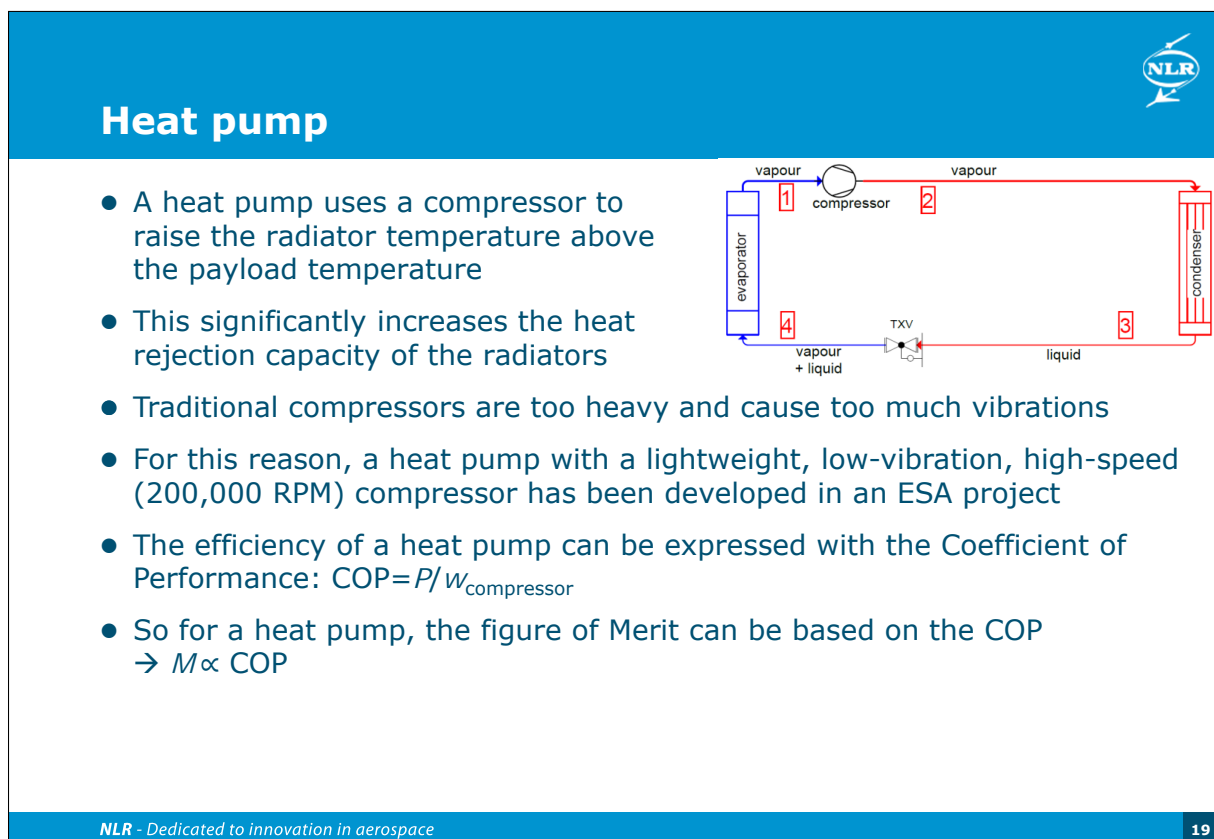 NLR
Heat pump
● A heat pump uses a compressor to
raise the radiator temperature above
the payload temperature
● This significantly increases the heat
rejection capacity of the radiators
● Traditional compressors are too heavy and cause too much vibrations
● For this reason, a heat pump with a lightweight, low-vibration, high-speed
(200,000 RPM) compressor has been developed in an ESA project
● The efficiency of a heat pump can be expressed with the Coefficient of
Performance: COP=P/w_compressor
● So for a heat pump, the figure of Merit can be based on the COP
→ M∝ COP
vapour
vapour
1
compressor
2
evaporator
condenser
4
TXV
3
vapour
+ liquid
liquid
NLR - Dedicated to innovation in aerospace
19